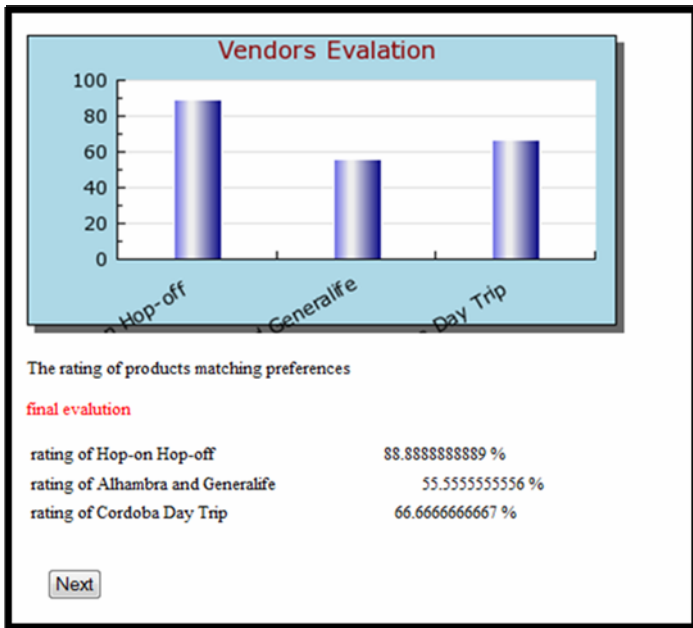 Vendors Evalation
100
80
60
40
20
0
n Hop-off
d Generalife
Day Trip
The rating of products matching preferences
final evalution
rating of Hop-on Hop-off 88.8888888889 %
rating of Alhambra and Generalife 55.5555555556 %
rating of Cordoba Day Trip 66.6666666667 %
Next